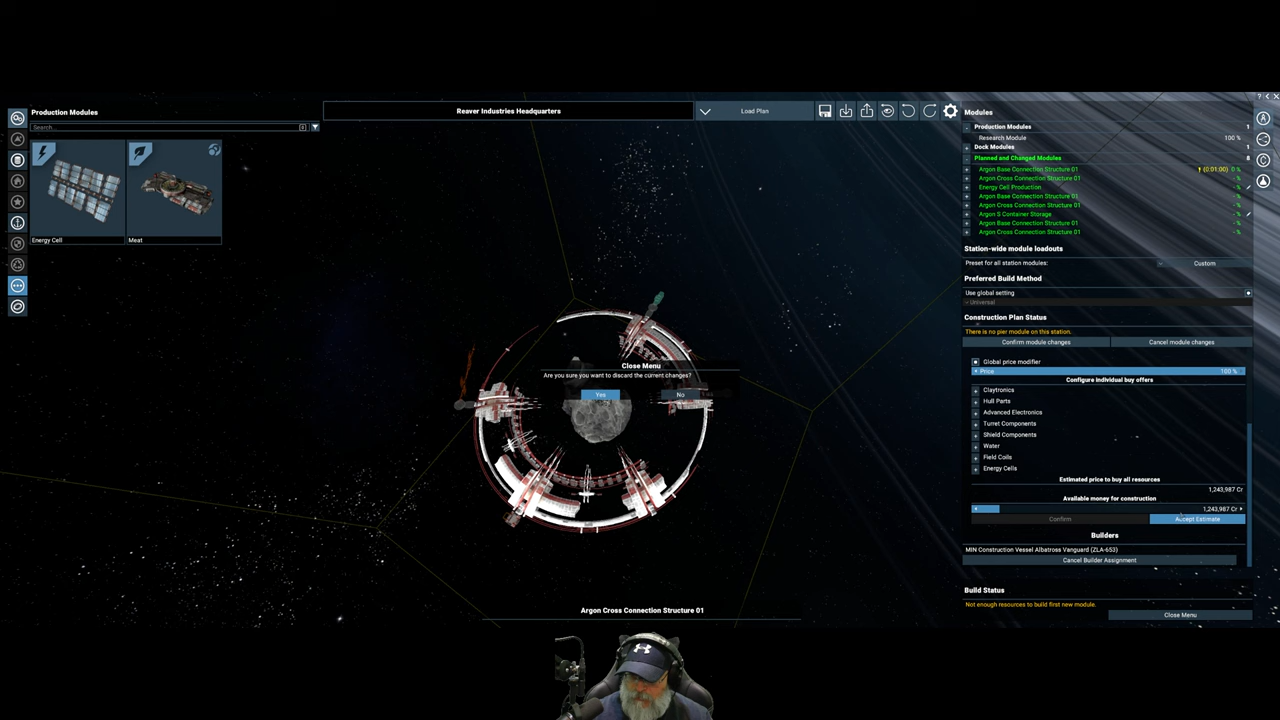 Production Modules
Search...
Energy Cell
Meat
Reaver Industries Headquarters
Load Plan
Close Menu
Are you sure you want to discard the current changes?
Yes
No
Argon Cross Connection Structure 01
Modules
Production Modules 1
Research Module 100 %
Dock Modules 1
Planned and Changed Modules 8
Argon Base Connection Structure 01 (0:01:00) 0 %
Argon Cross Connection Structure 01 - %
Energy Cell Production - %
Argon Base Connection Structure 01 - %
Argon Cross Connection Structure 01 - %
Argon S Container Storage - %
Argon Base Connection Structure 01 - %
Argon Cross Connection Structure 01 - %
Station-wide module loadouts
Preset for all station modules: Custom
Preferred Build Method
Use global setting
Universal
Construction Plan Status
There is no pier module on this station.
Confirm module changes
Cancel module changes
Global price modifier
Price 100 %
Configure individual buy offers
Claytronics
Hull Parts
Advanced Electronics
Turret Components
Shield Components
Water
Field Coils
Energy Cells
Estimated price to buy all resources
1,243,987 Cr
Available money for construction
1,243,987 Cr
Confirm
Accept Estimate
Builders
MIN Construction Vessel Albatross Vanguard (ZLA-653)
Cancel Builder Assignment
Build Status
Not enough resources to build first new module.
Close Menu